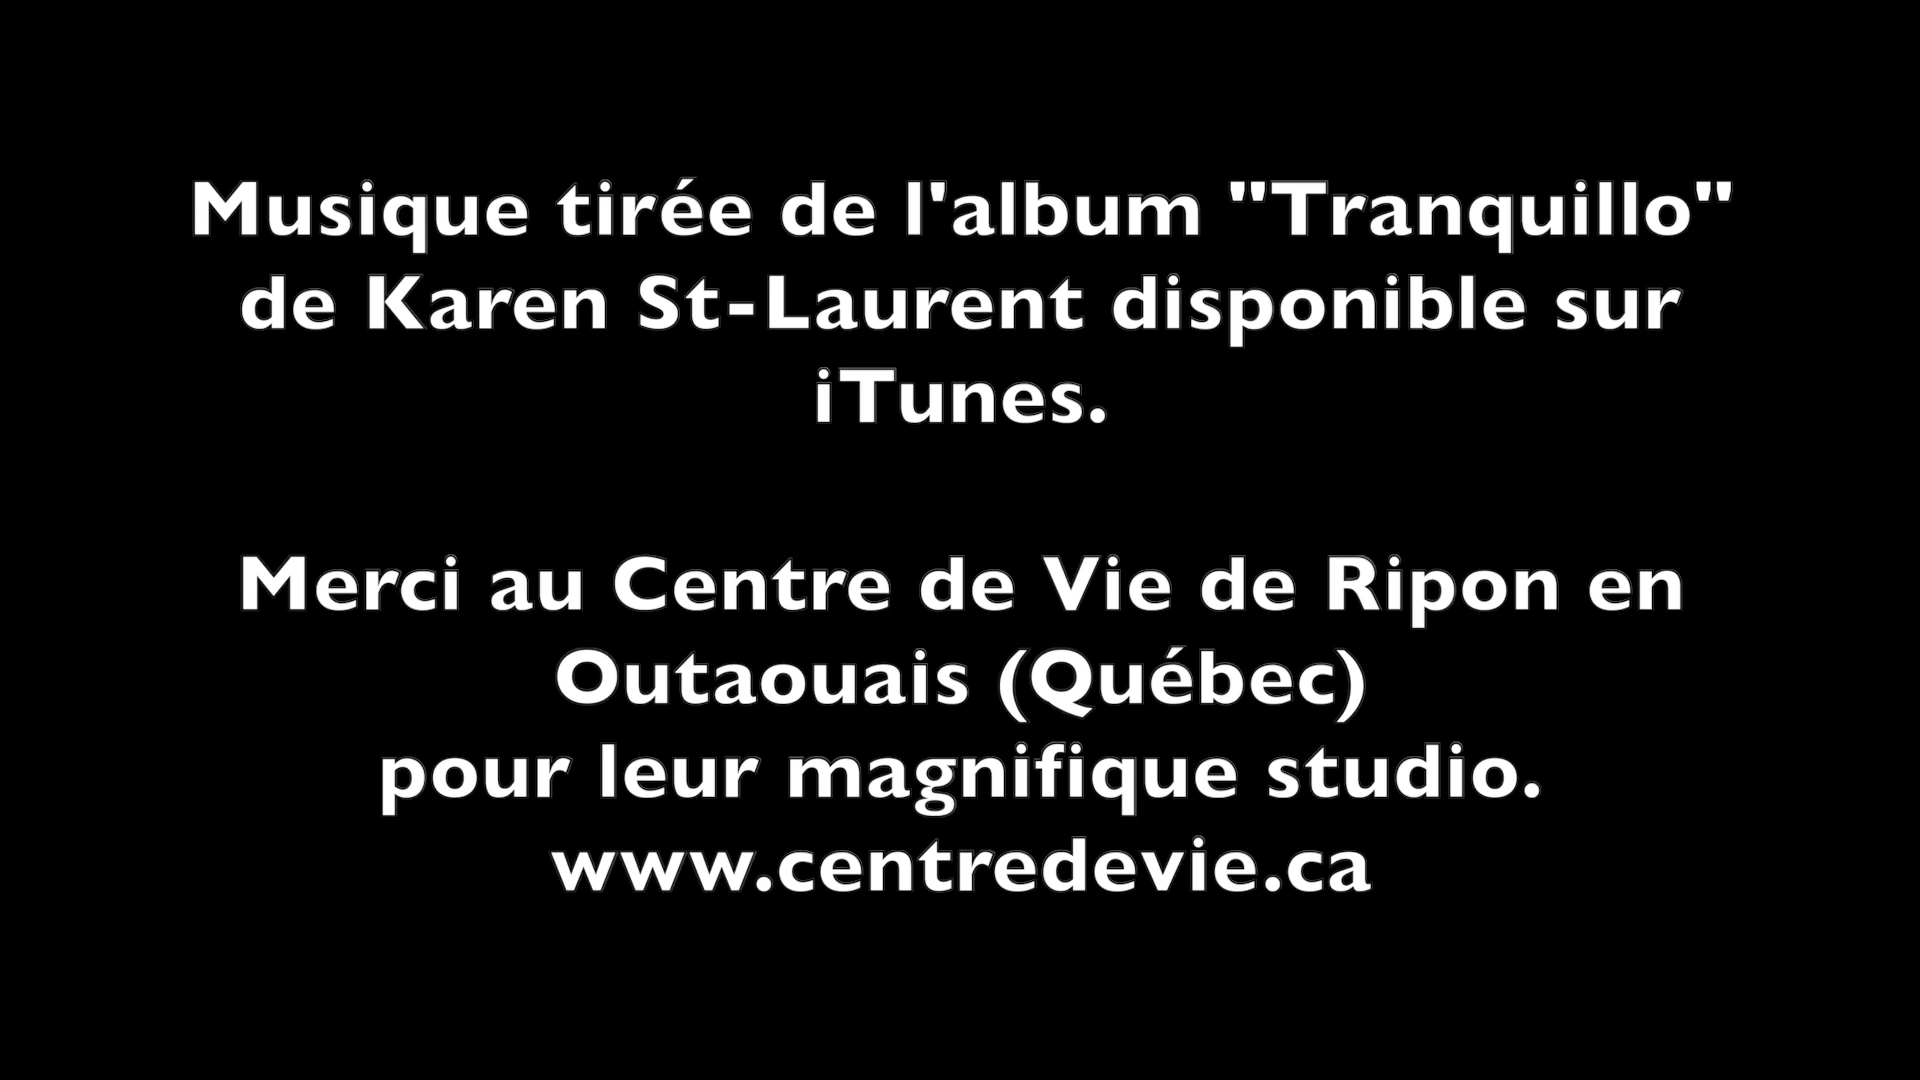 Musique tirée de l'album "Tranquillo"
de Karen St-Laurent disponible sur
iTunes.
Merci au Centre de Vie de Ripon en
Outaouais (Québec)
pour leur magnifique studio.
www.centredevie.ca